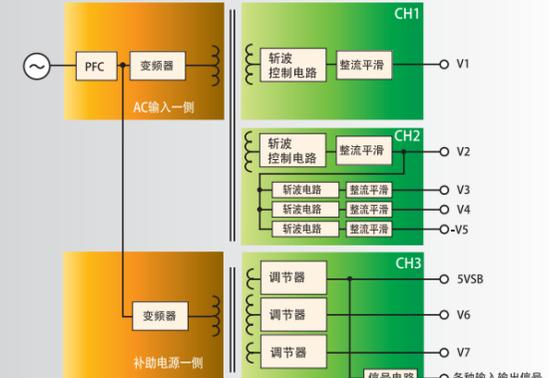 CH1
PFC
变频器
斩波
控制电路
整流平滑
V1
AC输入一侧
CH2
斩波
控制电路
整流平滑
V2
斩波电路
整流平滑
V3
斩波电路
整流平滑
V4
斩波电路
整流平滑
-V5
CH3
调节器
5VSB
变频器
调节器
V6
补助电源一侧
调节器
V7
信号电路
各种输入输出信号